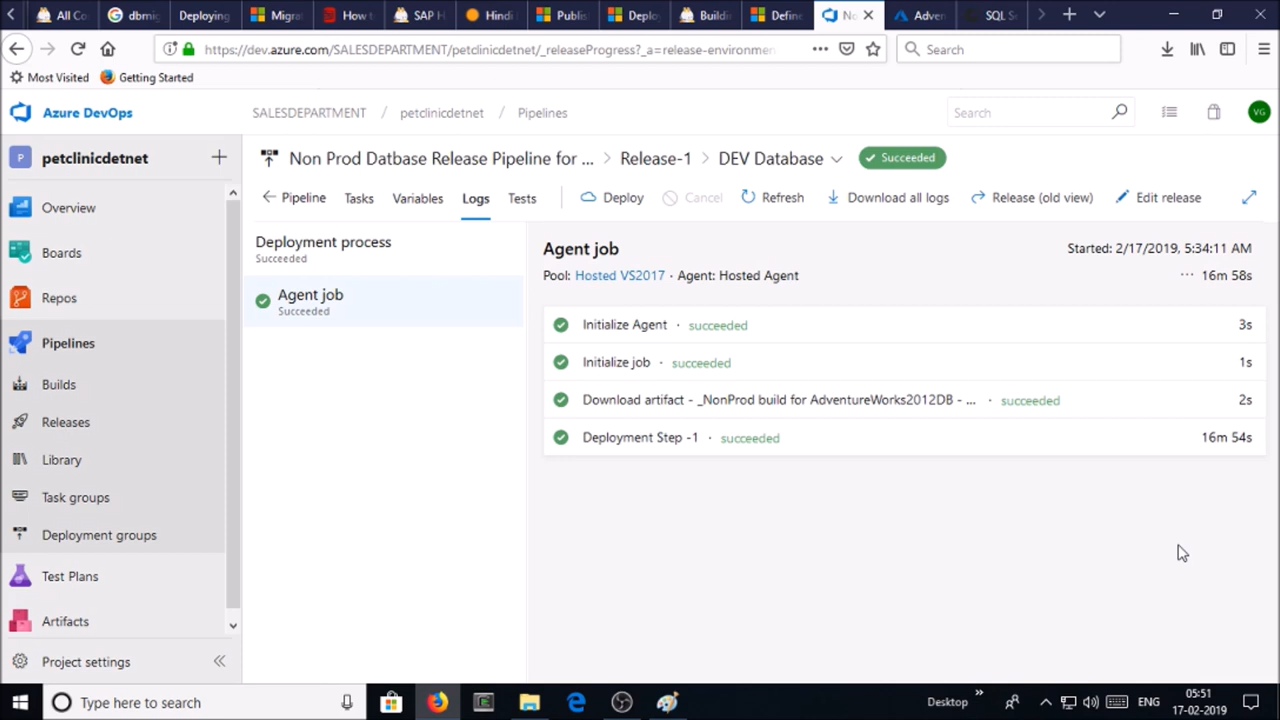 All Co
dbmig
Deploying
Migrat
How to
SAP H
Hindi
Publis
Deploy
Buildir
Define
No
Adven
SQL Se
https://dev.azure.com/SALESDEPARTMENT/petclinicdetnet/_releaseProgress?_a=release-environmen
Search
Most Visited
Getting Started
Azure DevOps
SALESDEPARTMENT / petclinicdetnet / Pipelines
Search
VG
P petclinicdetnet
Overview
Boards
Repos
Pipelines
Builds
Releases
Library
Task groups
Deployment groups
Test Plans
Artifacts
Project settings
Non Prod Datbase Release Pipeline for ... > Release-1 > DEV Database
Succeeded
Pipeline
Tasks
Variables
Logs
Tests
Deploy
Cancel
Refresh
Download all logs
Release (old view)
Edit release
Deployment process
Succeeded
Agent job
Succeeded
Agent job
Started: 2/17/2019, 5:34:11 AM
Pool: Hosted VS2017 · Agent: Hosted Agent
··· 16m 58s
Initialize Agent · succeeded 3s
Initialize job · succeeded 1s
Download artifact - _NonProd build for AdventureWorks2012DB - ... · succeeded 2s
Deployment Step -1 · succeeded 16m 54s
Type here to search
Desktop
ENG
05:51
17-02-2019